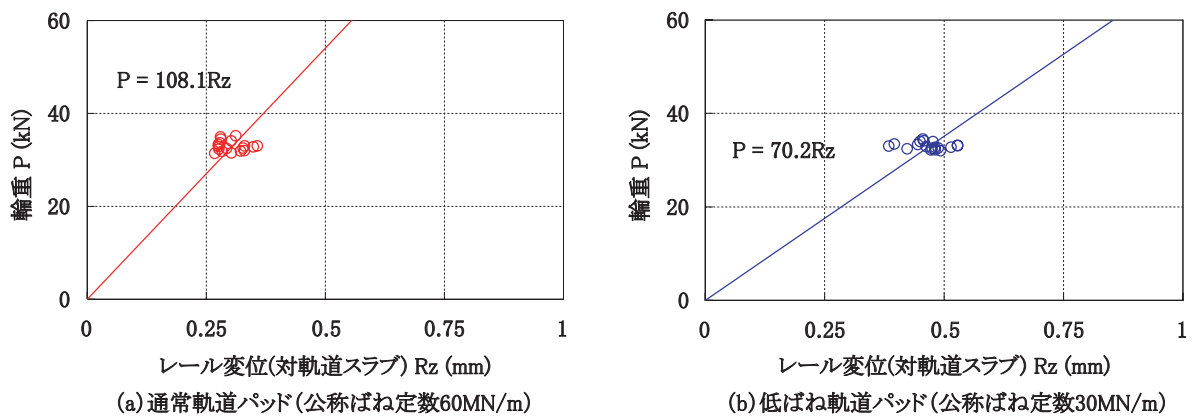 60
40
20
0
輪重 P (kN)
P = 108.1Rz
0 0.25 0.5 0.75 1
レール変位(対軌道スラブ) Rz (mm)
(a)通常軌道パッド(公称ばね定数60MN/m)
60
40
20
0
輪重 P (kN)
P = 70.2Rz
0 0.25 0.5 0.75 1
レール変位(対軌道スラブ) Rz (mm)
(b)低ばね軌道パッド(公称ばね定数30MN/m)